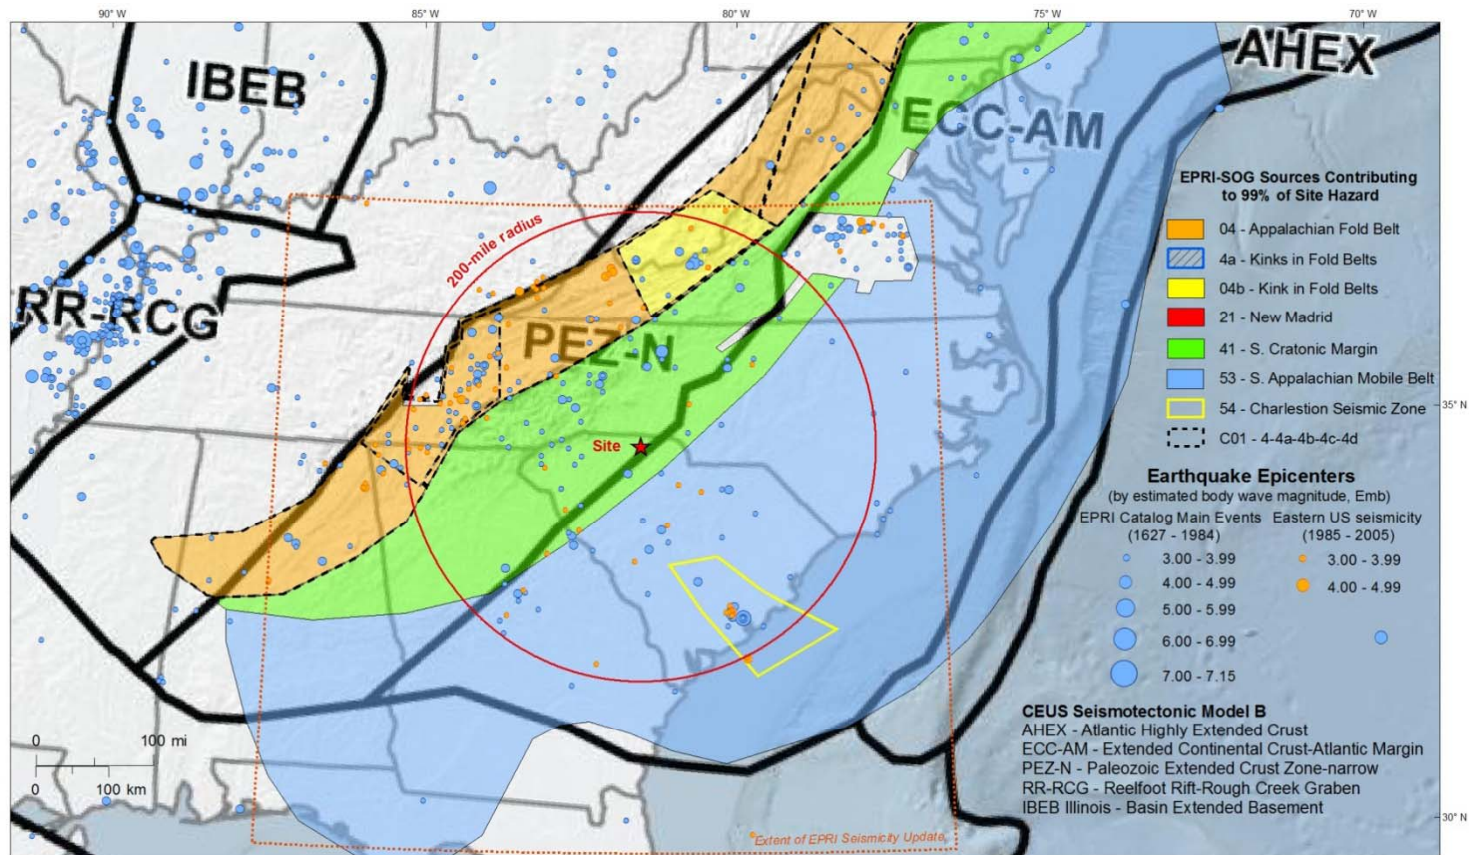 90° W 85° W 80° W 75° W 70° W
AHEX
IBEB
ECC-AM
RR-RCG
PEZ-N
200-mile radius
Site
35° N
30° N
EPRI-SOG Sources Contributing
to 99% of Site Hazard
04 - Appalachian Fold Belt
4a - Kinks in Fold Belts
04b - Kink in Fold Belts
21 - New Madrid
41 - S. Cratonic Margin
53 - S. Appalachian Mobile Belt
54 - Charleston Seismic Zone
C01 - 4-4a-4b-4c-4d
Earthquake Epicenters
(by estimated body wave magnitude, Emb)
EPRI Catalog Main Events
(1627 - 1984)
3.00 - 3.99
4.00 - 4.99
5.00 - 5.99
6.00 - 6.99
7.00 - 7.15
Eastern US seismicity
(1985 - 2005)
3.00 - 3.99
4.00 - 4.99
CEUS Seismotectonic Model B
AHEX - Atlantic Highly Extended Crust
ECC-AM - Extended Continental Crust-Atlantic Margin
PEZ-N - Paleozoic Extended Crust Zone-narrow
RR-RCG - Reelfoot Rift-Rough Creek Graben
IBEB Illinois - Basin Extended Basement
0 100 mi
0 100 km
Extent of EPRI Seismicity Update